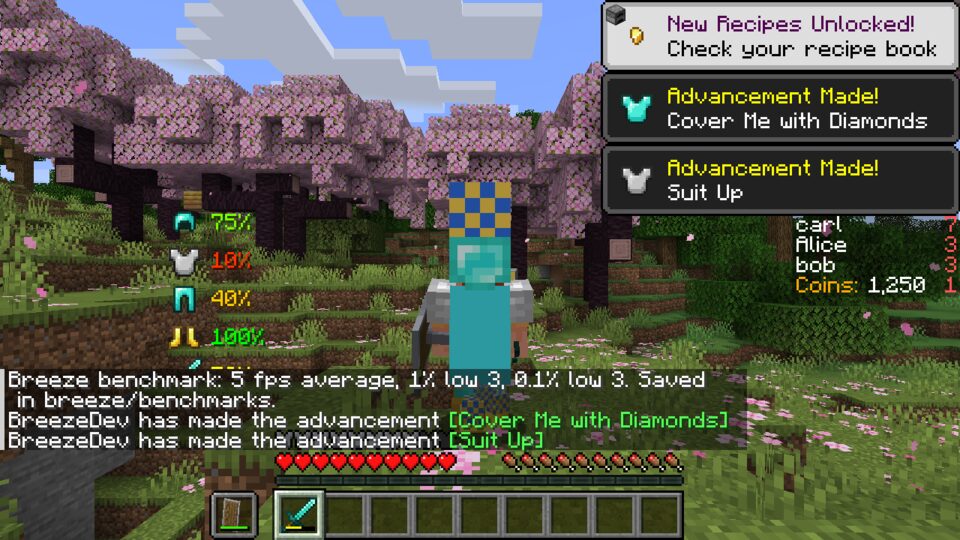 New Recipes Unlocked!
Check your recipe book
Advancement Made!
Cover Me with Diamonds
Advancement Made!
Suit Up
carl 7
Alice 3
bob 3
Coins: 1,250 1
75%
10%
40%
100%
Breeze benchmark: 5 fps average, 1% low 3, 0.1% low 3. Saved
in breeze/benchmarks.
BreezeDev has made the advancement [Cover Me with Diamonds]
BreezeDev has made the advancement [Suit Up]